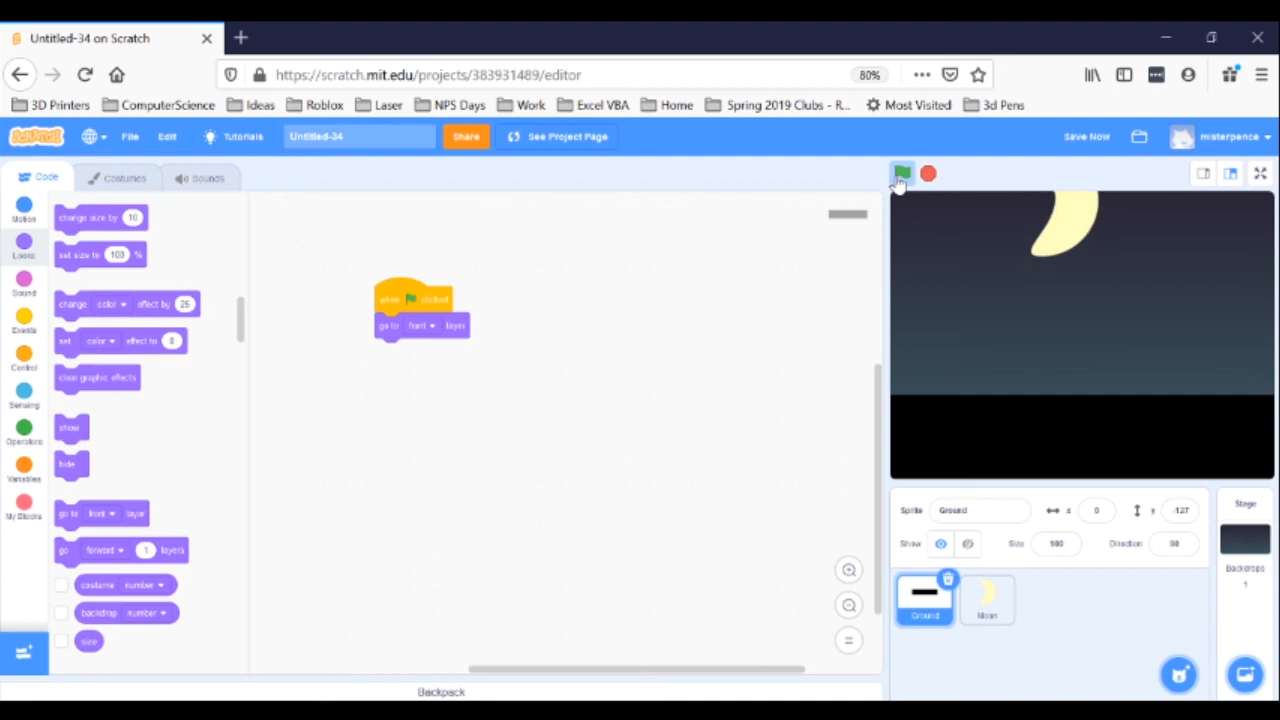 Untitled-34 on Scratch
https://scratch.mit.edu/projects/383931489/editor
80%
3D Printers
ComputerScience
Ideas
Roblox
Laser
NPS Days
Work
Excel VBA
Home
Spring 2019 Clubs - R...
Most Visited
3d Pens
SCRATCH
File
Edit
Tutorials
Untitled-34
Share
See Project Page
Save Now
misterpence
Code
Costumes
Sounds
Motion
Looks
Sound
Events
Control
Sensing
Operators
Variables
My Blocks
change size by 10
set size to 100 %
change color effect by 25
set color effect to 0
clear graphic effects
show
hide
go to front layer
go forward 1 layers
costume number
backdrop number
size
when clicked
go to front layer
Backpack
Sprite Ground x 0 y -127
Show Size 100 Direction 90
Ground
Moon
Stage
Backdrops
1